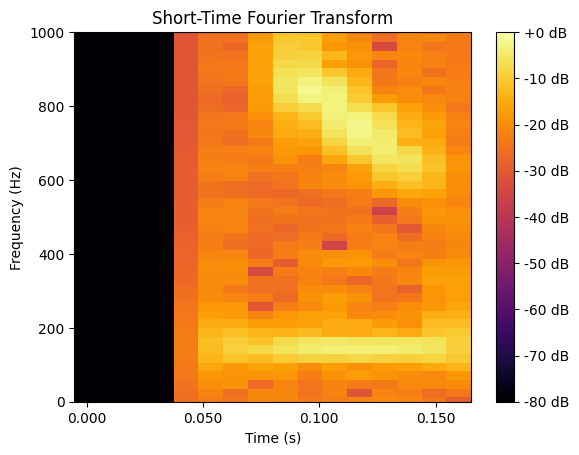 Short-Time Fourier Transform
1000
800
600
400
200
0
Frequency (Hz)
0.000
0.050
0.100
0.150
Time (s)
+0 dB
-10 dB
-20 dB
-30 dB
-40 dB
-50 dB
-60 dB
-70 dB
-80 dB